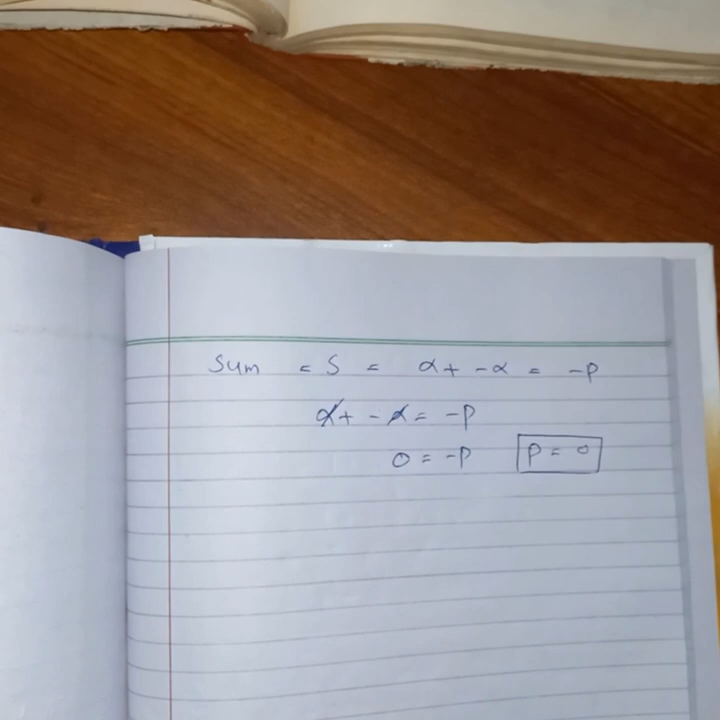 Sum = S = α + -α = -P
α + -α = -P
0 = -P P = 0